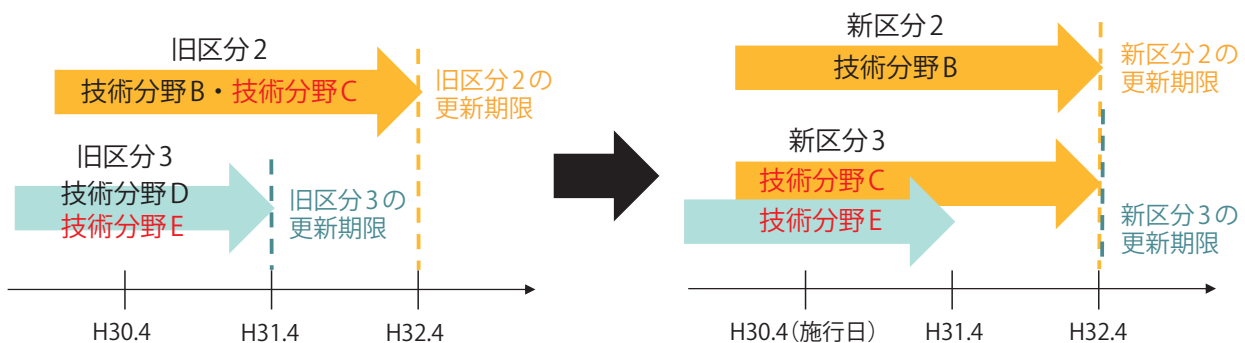 旧区分2
技術分野B・技術分野C
旧区分2の
更新期限
旧区分3
技術分野D
技術分野E
旧区分3の
更新期限
H30.4
H31.4
H32.4
新区分2
技術分野B
新区分2の
更新期限
新区分3
技術分野C
技術分野E
新区分3の
更新期限
H30.4(施行日)
H31.4
H32.4